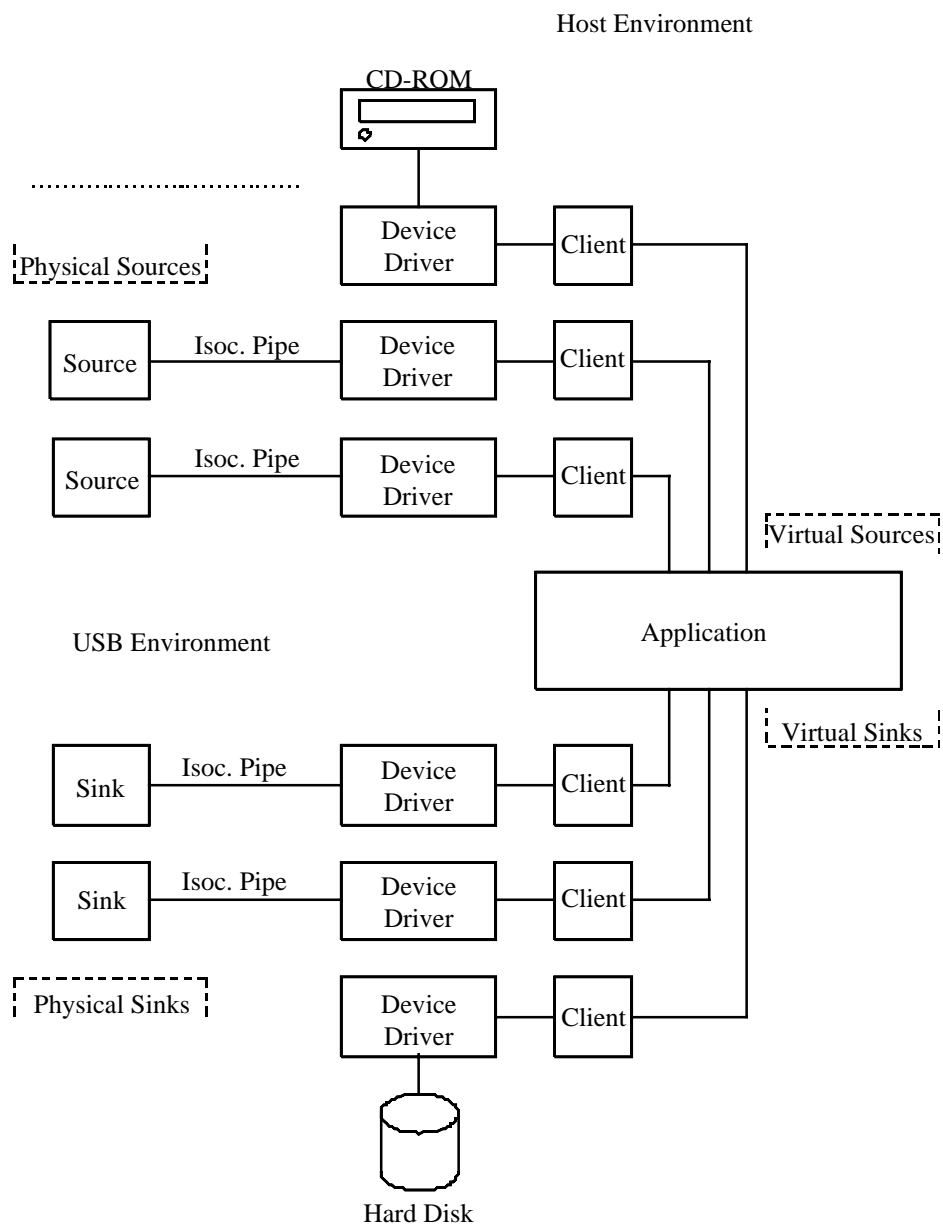 Host Environment
CD-ROM
Device
Driver
Client
Physical Sources
Source
Isoc. Pipe
Device
Driver
Client
Source
Isoc. Pipe
Device
Driver
Client
Virtual Sources
Application
USB Environment
Virtual Sinks
Sink
Isoc. Pipe
Device
Driver
Client
Sink
Isoc. Pipe
Device
Driver
Client
Physical Sinks
Device
Driver
Client
Hard Disk